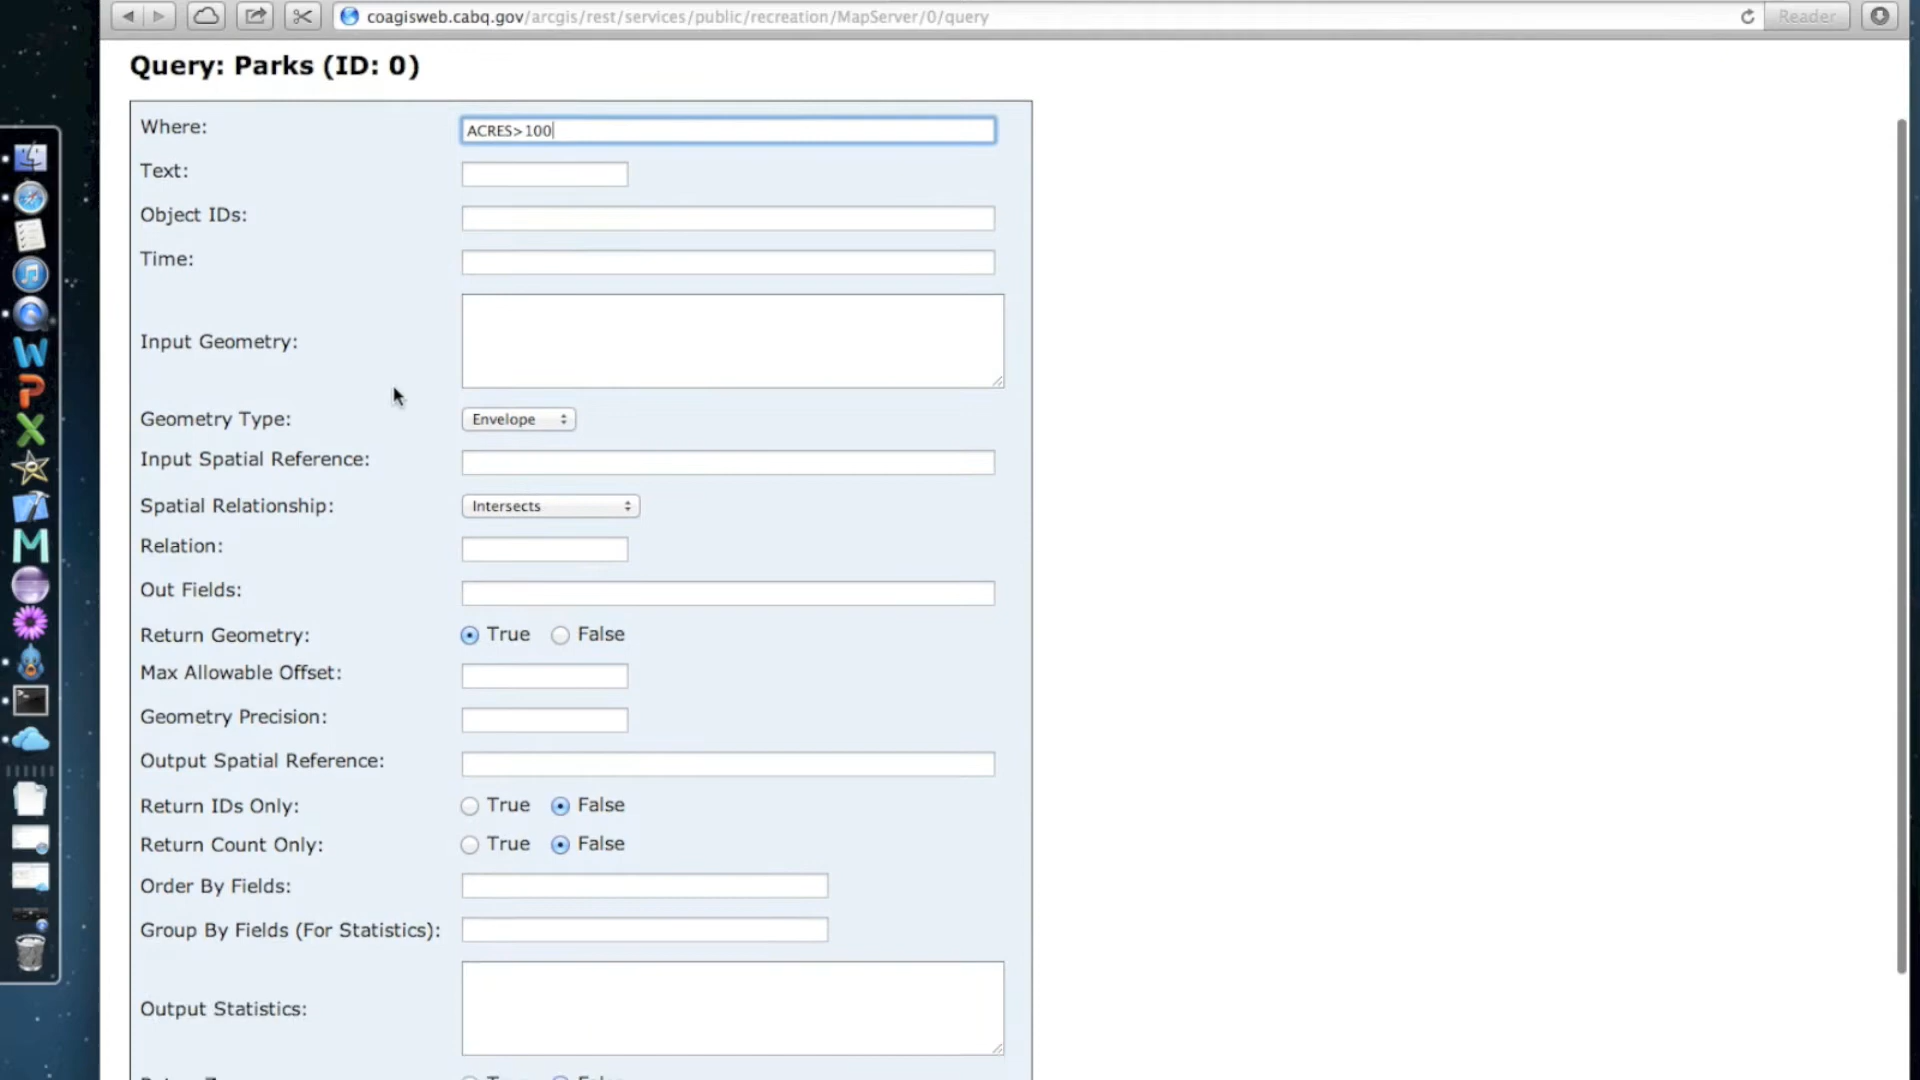 coagisweb.cabq.gov/arcgis/rest/services/public/recreation/MapServer/0/query
Reader
Query: Parks (ID: 0)
Where: ACRES>100
Text:
Object IDs:
Time:
Input Geometry:
Geometry Type: Envelope
Input Spatial Reference:
Spatial Relationship: Intersects
Relation:
Out Fields:
Return Geometry: True False
Max Allowable Offset:
Geometry Precision:
Output Spatial Reference:
Return IDs Only: True False
Return Count Only: True False
Order By Fields:
Group By Fields (For Statistics):
Output Statistics: